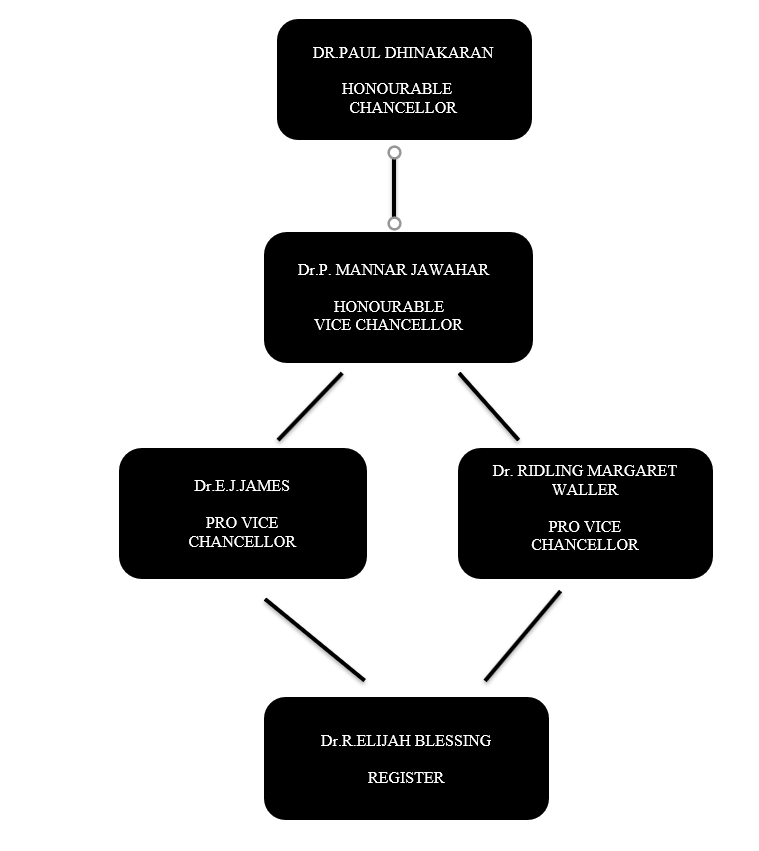 DR.PAUL DHINAKARAN
HONOURABLE
CHANCELLOR
Dr.P. MANNAR JAWAHAR
HONOURABLE
VICE CHANCELLOR
Dr.E.J.JAMES
PRO VICE
CHANCELLOR
Dr. RIDLING MARGARET
WALLER
PRO VICE
CHANCELLOR
Dr.R.ELIJAH BLESSING
REGISTER